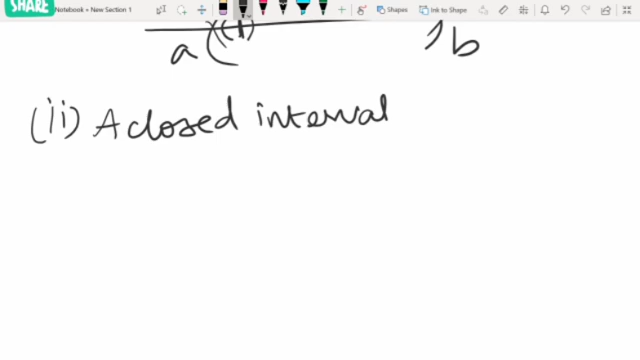 SHARE
Notebook » New Section 1
Shapes
Ink to Shape
a ( ) b
(ii) A closed interval